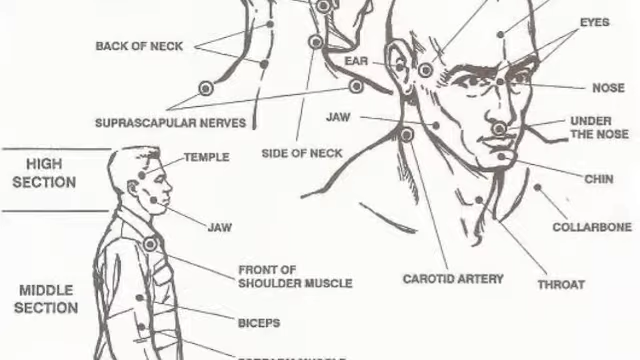 EYES
BACK OF NECK
EAR
NOSE
SUPRASCAPULAR NERVES
JAW
UNDER
THE NOSE
SIDE OF NECK
HIGH
SECTION
TEMPLE
CHIN
JAW
COLLARBONE
FRONT OF
SHOULDER MUSCLE
CAROTID ARTERY
THROAT
MIDDLE
SECTION
BICEPS